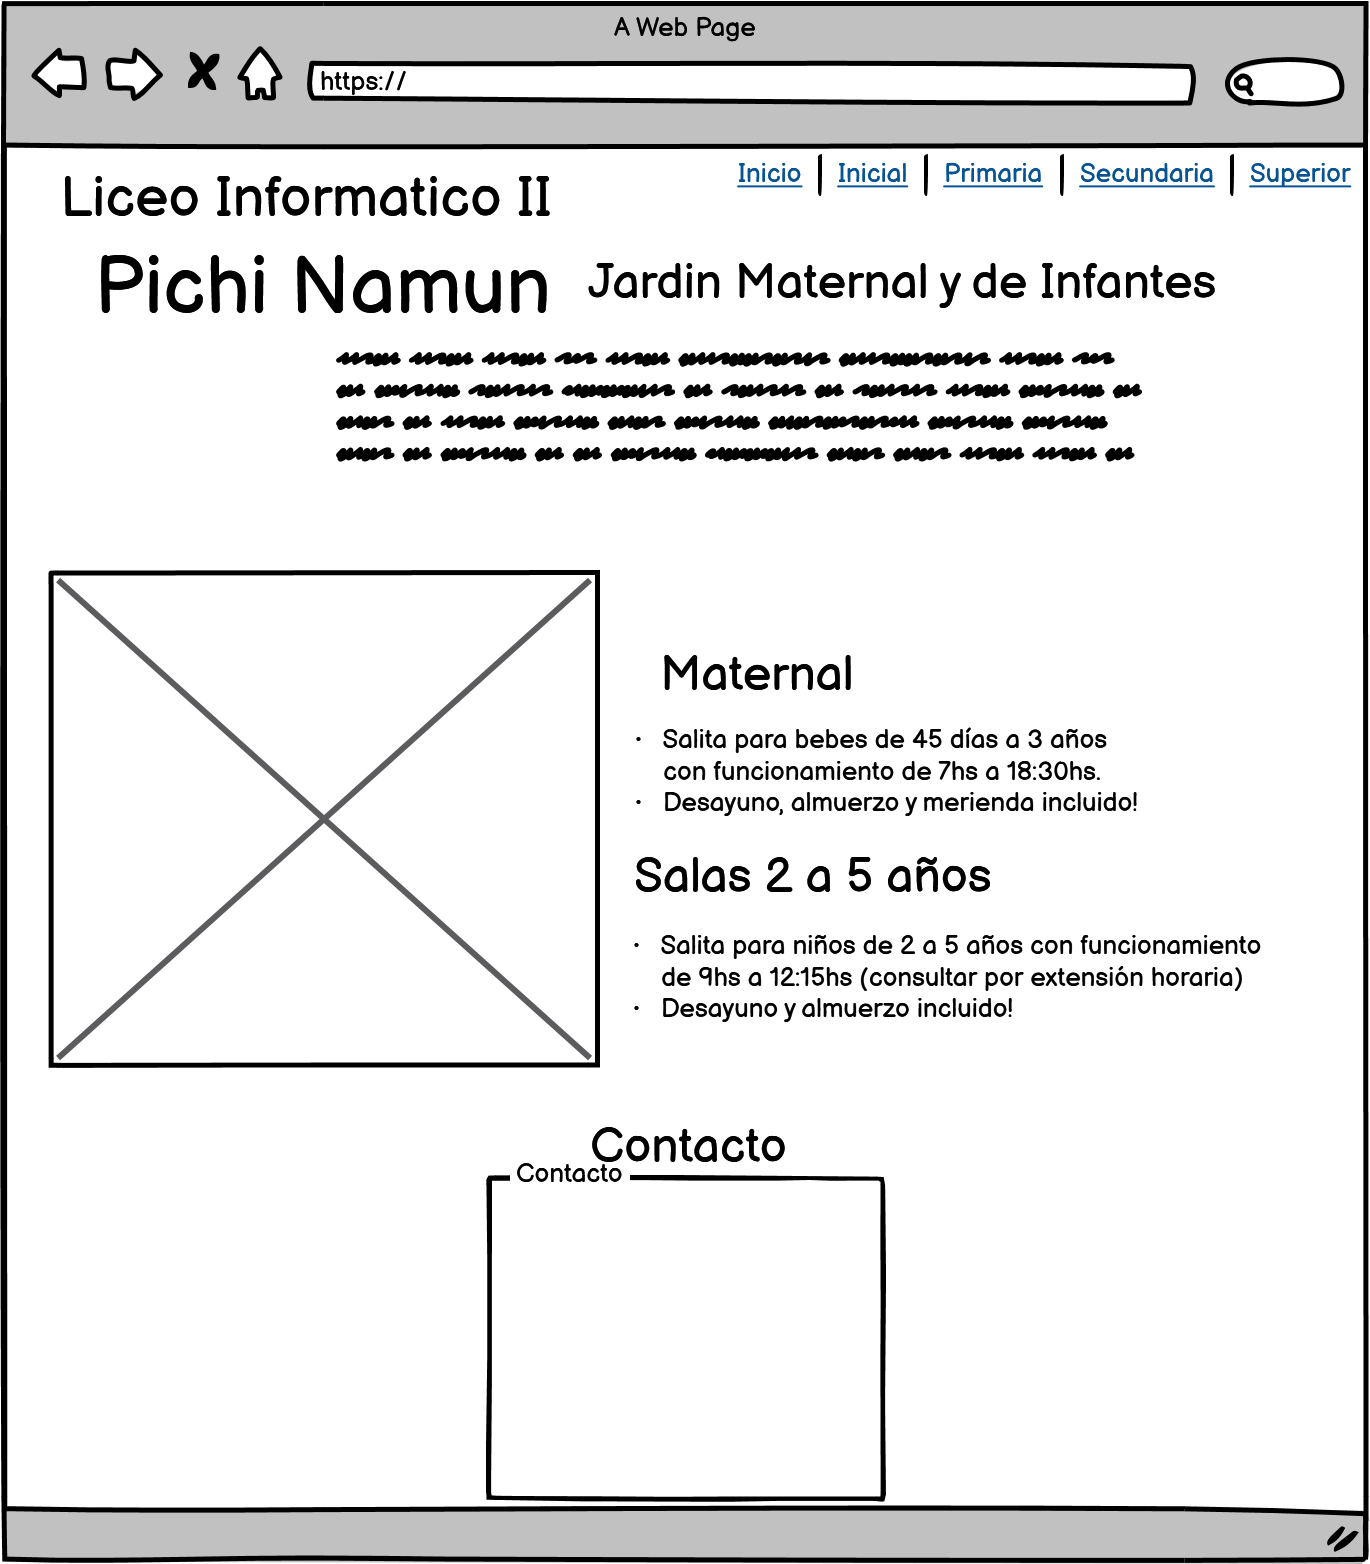 A Web Page
https://
Inicio | Inicial | Primaria | Secundaria | Superior
Liceo Informatico II
Pichi Namun
Jardin Maternal y de Infantes
Maternal
• Salita para bebes de 45 días a 3 años
con funcionamiento de 7hs a 18:30hs.
• Desayuno, almuerzo y merienda incluido!
Salas 2 a 5 años
• Salita para niños de 2 a 5 años con funcionamiento
de 9hs a 12:15hs (consultar por extensión horaria)
• Desayuno y almuerzo incluido!
Contacto
Contacto